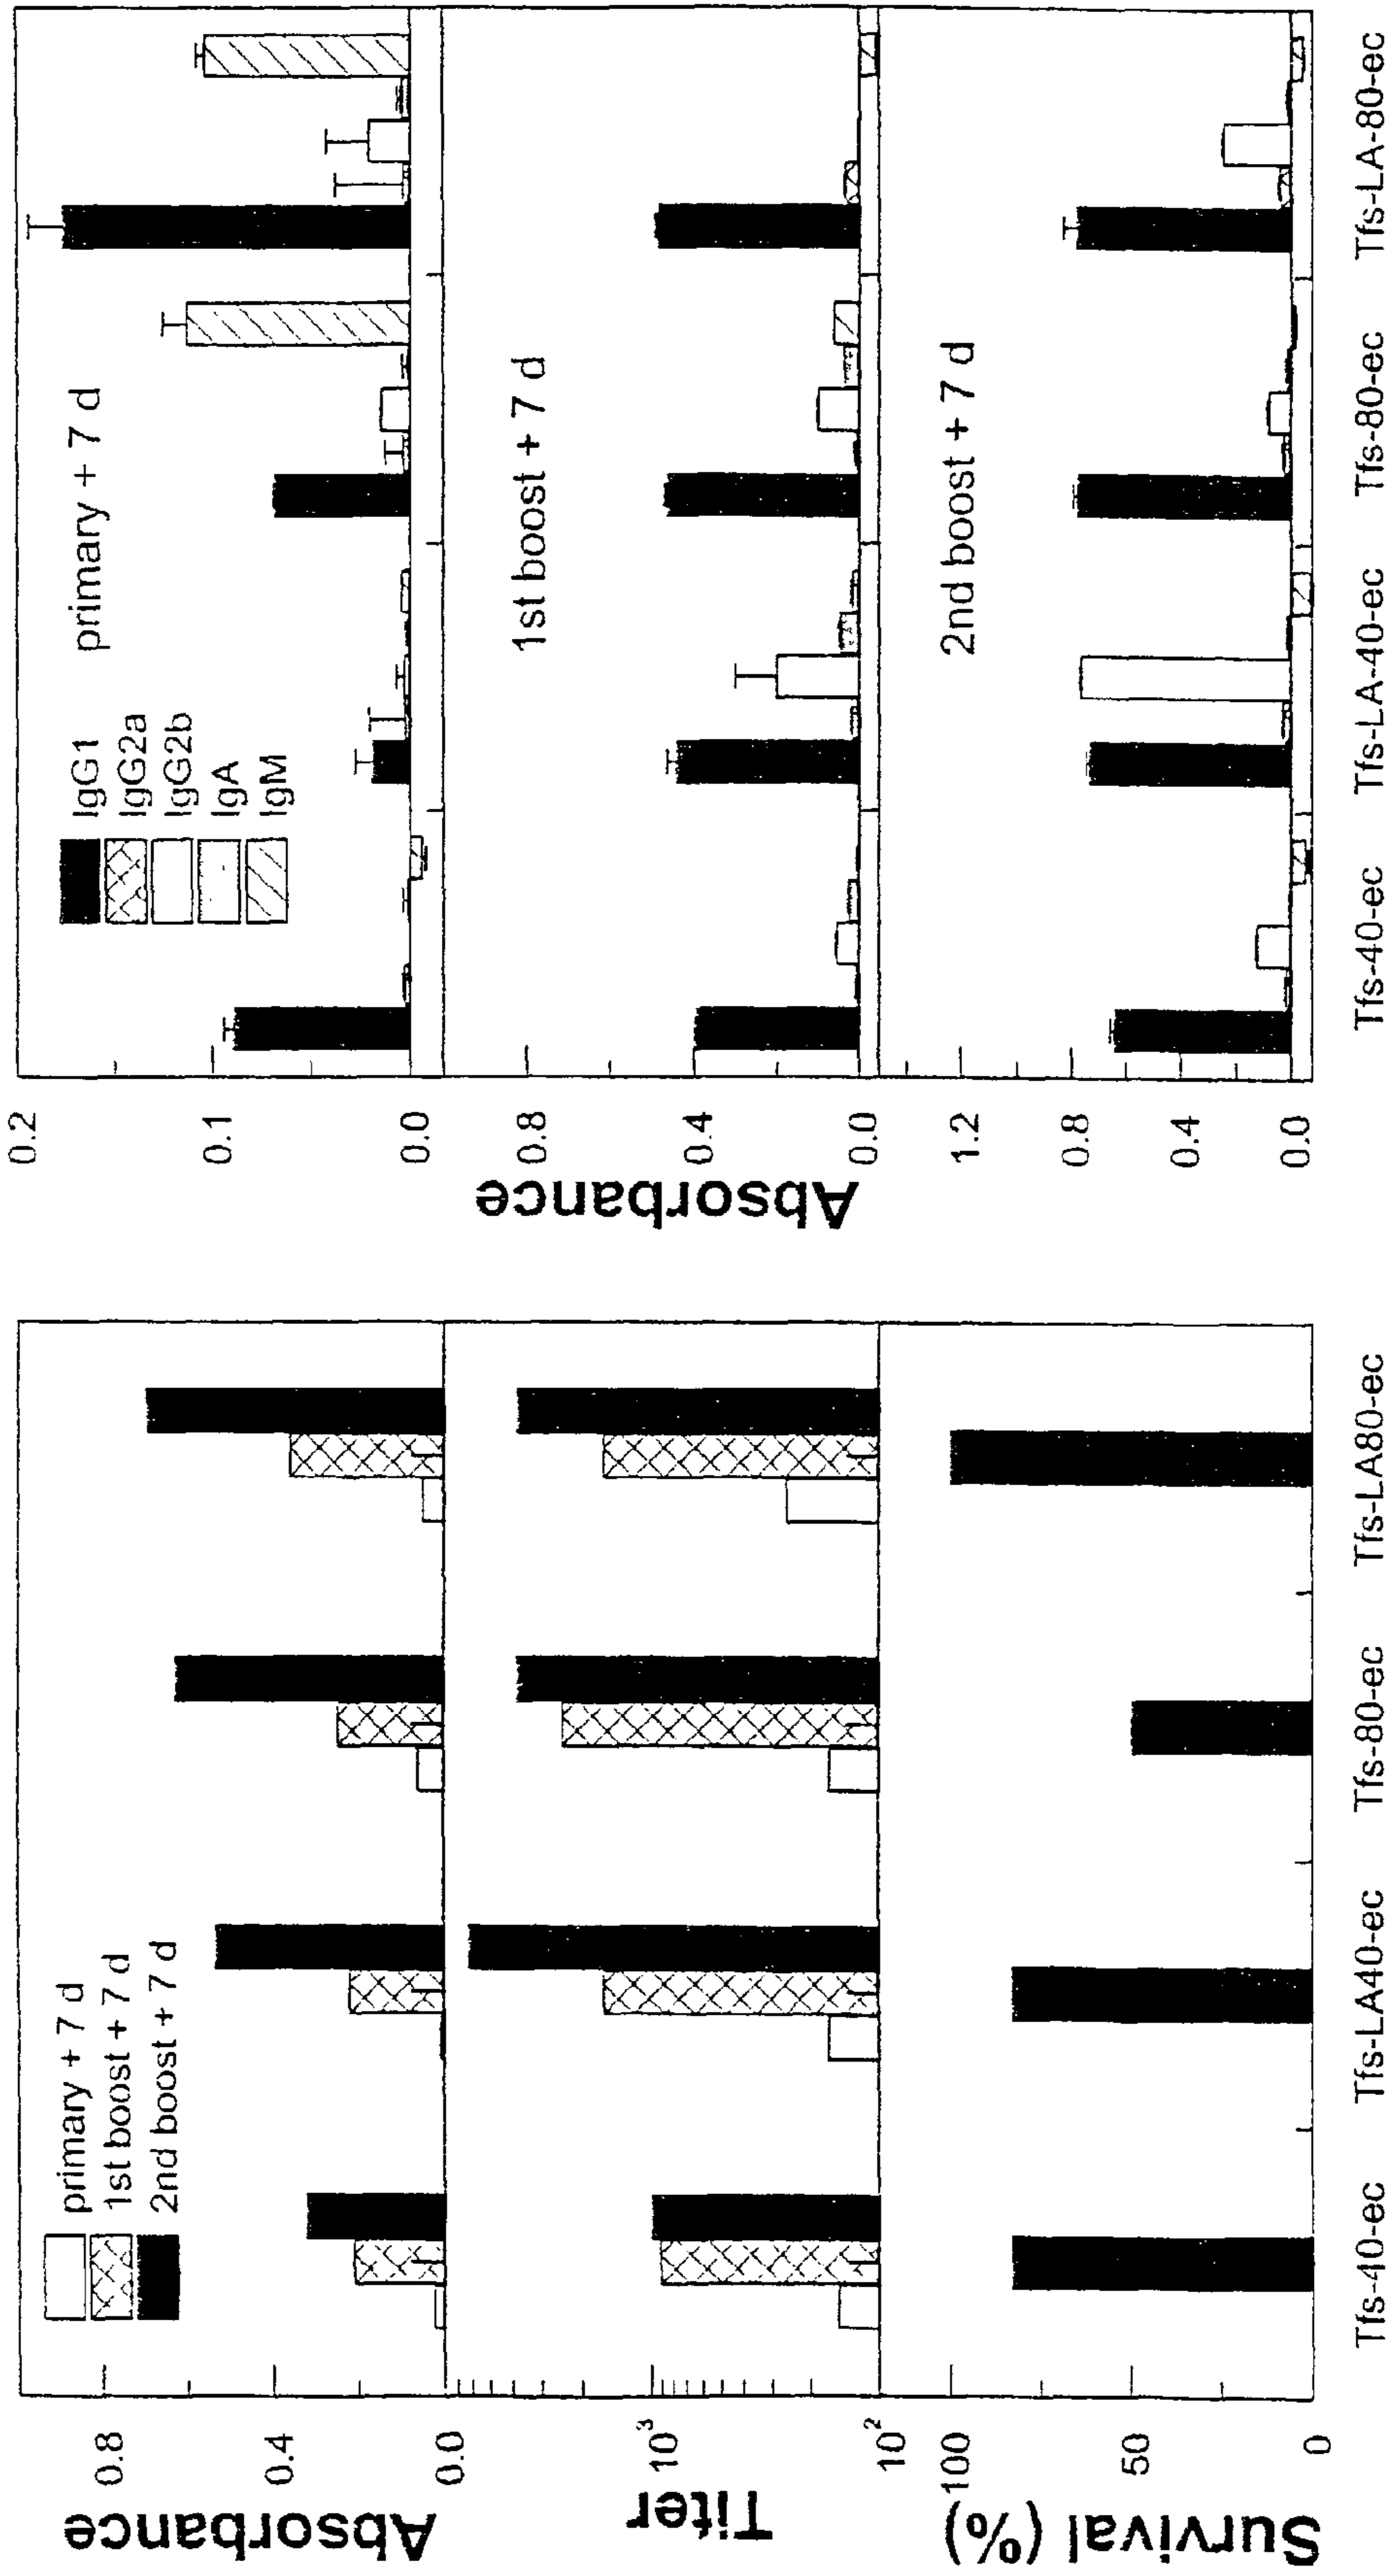 primary + 7 d
1st boost + 7 d
2nd boost + 7 d
Absorbance
0.8
0.4
0.0
Titer
10³
10²
Survival (%)
100
50
0
Tfs-40-ec
Tfs-LA40-ec
Tfs-80-ec
Tfs-LA80-ec
IgG1
IgG2a
IgG2b
IgA
IgM
primary + 7 d
0.2
0.1
0.0
Absorbance
1st boost + 7 d
0.8
0.4
0.0
2nd boost + 7 d
1.2
0.8
0.4
0.0
Tfs-40-ec
Tfs-LA-40-ec
Tfs-80-ec
Tfs-LA-80-ec